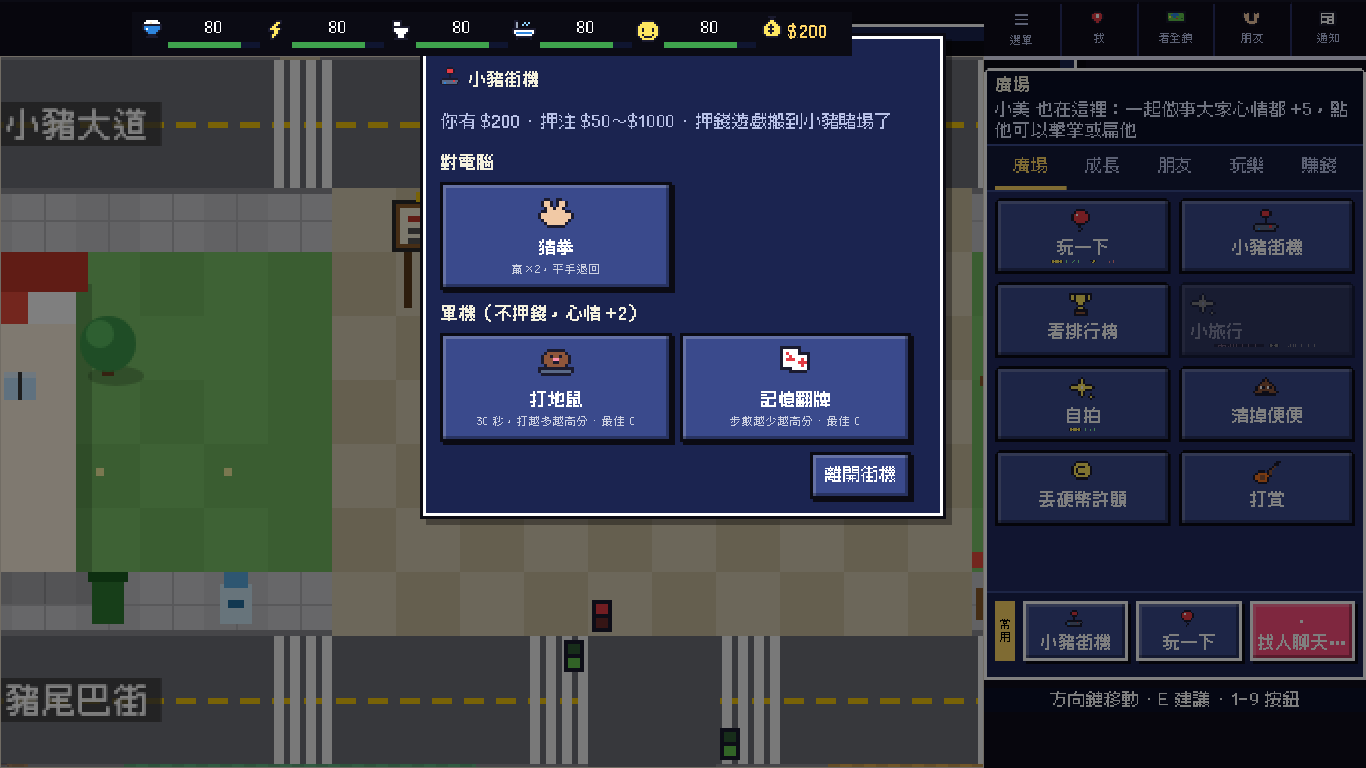 80
80
80
80
80
$200
選單
我
看全鎮
朋友
通知
小豬大道
小豬街機
你有 $200 · 押注 $50～$1000 · 押錢遊戲搬到小豬賭場了
對電腦
猜拳
贏 ×2，平手退回
單機（不押錢，心情 +2）
打地鼠
30 秒，打越多越高分 · 最佳 0
記憶翻牌
步數越少越高分 · 最佳 0
離開街機
廣場
小美 也在這裡：一起做事大家心情都 +5，點
他可以擊掌或扁他
廣場
成長
朋友
玩樂
賺錢
玩一下
小豬街機
看排行榜
小旅行
自拍
清掉便便
丟硬幣許願
打賞
常用
小豬街機
玩一下
找人聊天…
豬尾巴街
方向鍵移動 · E 建議 · 1-9 按鈕